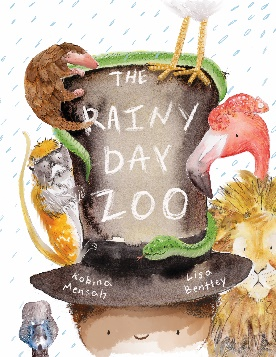 THE
RAINY
DAY
ZOO
Kobina Lisa
Mensah Bentley